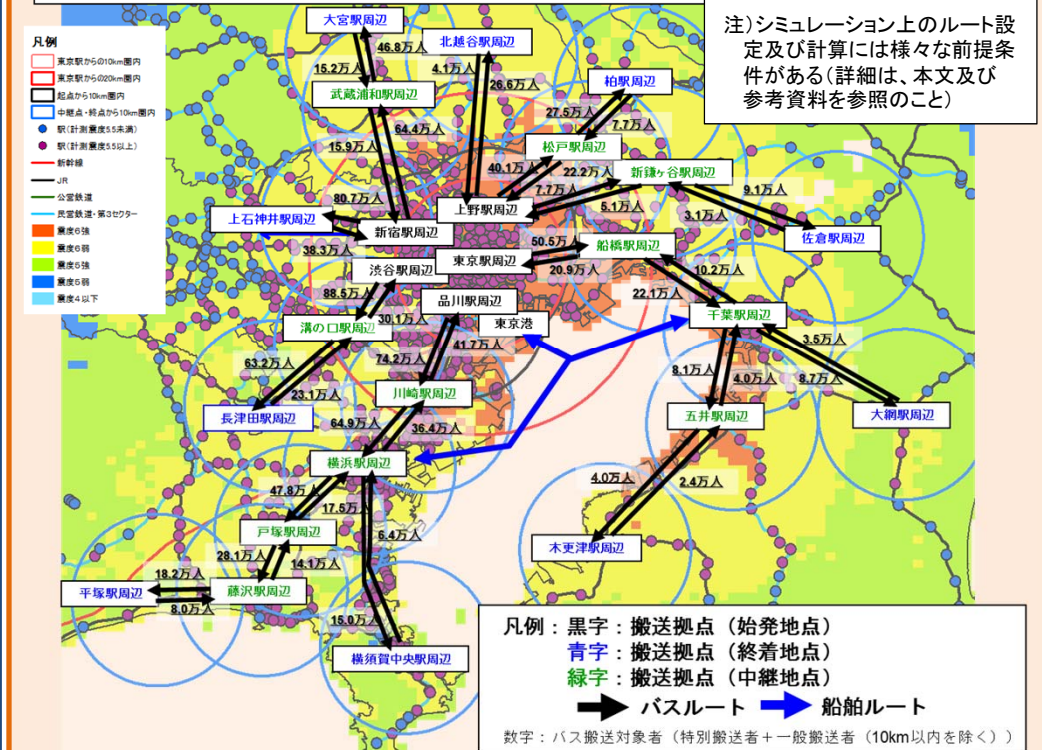 注)シミュレーション上のルート設
定及び計算には様々な前提条
件がある(詳細は、本文及び
参考資料を参照のこと)
凡例
東京駅からの10km圏内
東京駅からの20km圏内
起点から10km圏内
中継点・終点から10km圏内
駅(計測震度5.5未満)
駅(計測震度5.5以上)
新幹線
JR
公営鉄道
民営鉄道・第3セクター
震度6強
震度6弱
震度5強
震度5弱
震度4以下
大宮駅周辺
46.8万人
北越谷駅周辺
15.2万人
4.1万人
26.6万人
柏駅周辺
武蔵浦和駅周辺
27.5万人
7.7万人
64.4万人
15.9万人
松戸駅周辺
40.1万人
22.2万人
新鎌ヶ谷駅周辺
7.7万人
9.1万人
80.7万人
上野駅周辺
5.1万人
3.1万人
上石神井駅周辺
新宿駅周辺
50.5万人
船橋駅周辺
佐倉駅周辺
38.3万人
東京駅周辺
渋谷駅周辺
20.9万人
10.2万人
88.5万人
品川駅周辺
22.1万人
30.1万人
東京港
千葉駅周辺
溝の口駅周辺
41.7万人
3.5万人
63.2万人
74.2万人
8.1万人
4.0万人
8.7万人
23.1万人
川崎駅周辺
長津田駅周辺
五井駅周辺
大網駅周辺
64.9万人
36.4万人
横浜駅周辺
47.8万人
4.0万人
2.4万人
17.5万人
戸塚駅周辺
6.4万人
木更津駅周辺
28.1万人
14.1万人
18.2万人
平塚駅周辺
藤沢駅周辺
8.0万人
15.0万人
横須賀中央駅周辺
凡例：黒字：搬送拠点（始発地点）
青字：搬送拠点（終着地点）
緑字：搬送拠点（中継地点）
バスルート 船舶ルート
数字：バス搬送対象者（特別搬送者＋一般搬送者（10km以内を除く））